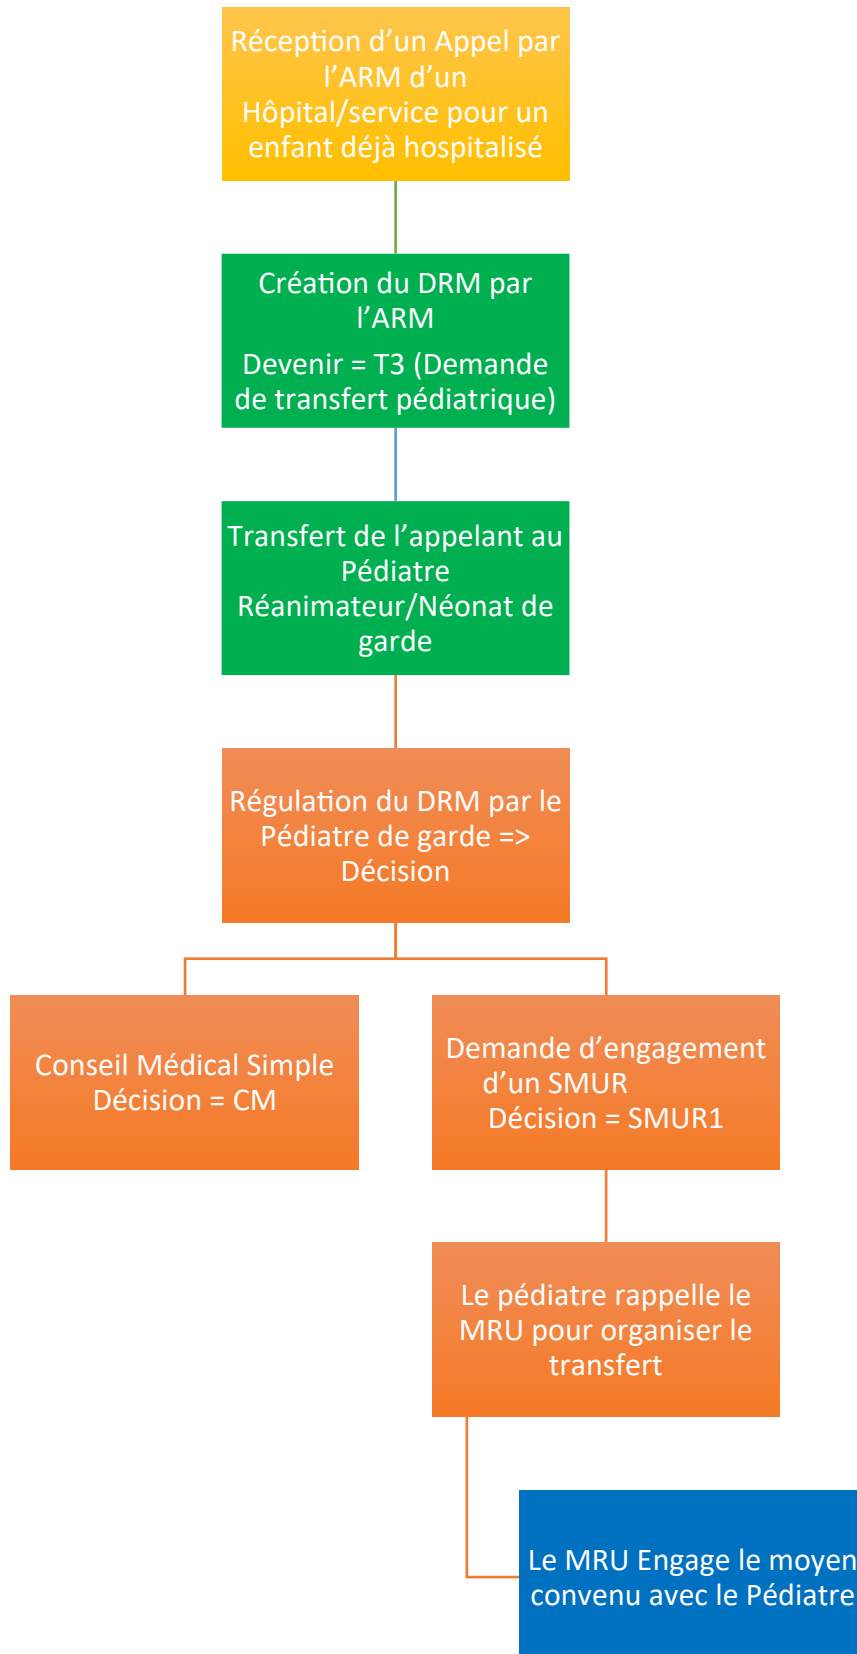 Réception d’un Appel par
l’ARM d’un
Hôpital/service pour un
enfant déjà hospitalisé
Création du DRM par
l’ARM
Devenir = T3 (Demande
de transfert pédiatrique)
Transfert de l’appelant au
Pédiatre
Réanimateur/Néonat de
garde
Régulation du DRM par le
Pédiatre de garde =>
Décision
Conseil Médical Simple
Décision = CM
Demande d’engagement
d’un SMUR
Décision = SMUR1
Le pédiatre rappelle le
MRU pour organiser le
transfert
Le MRU Engage le moyen
convenu avec le Pédiatre